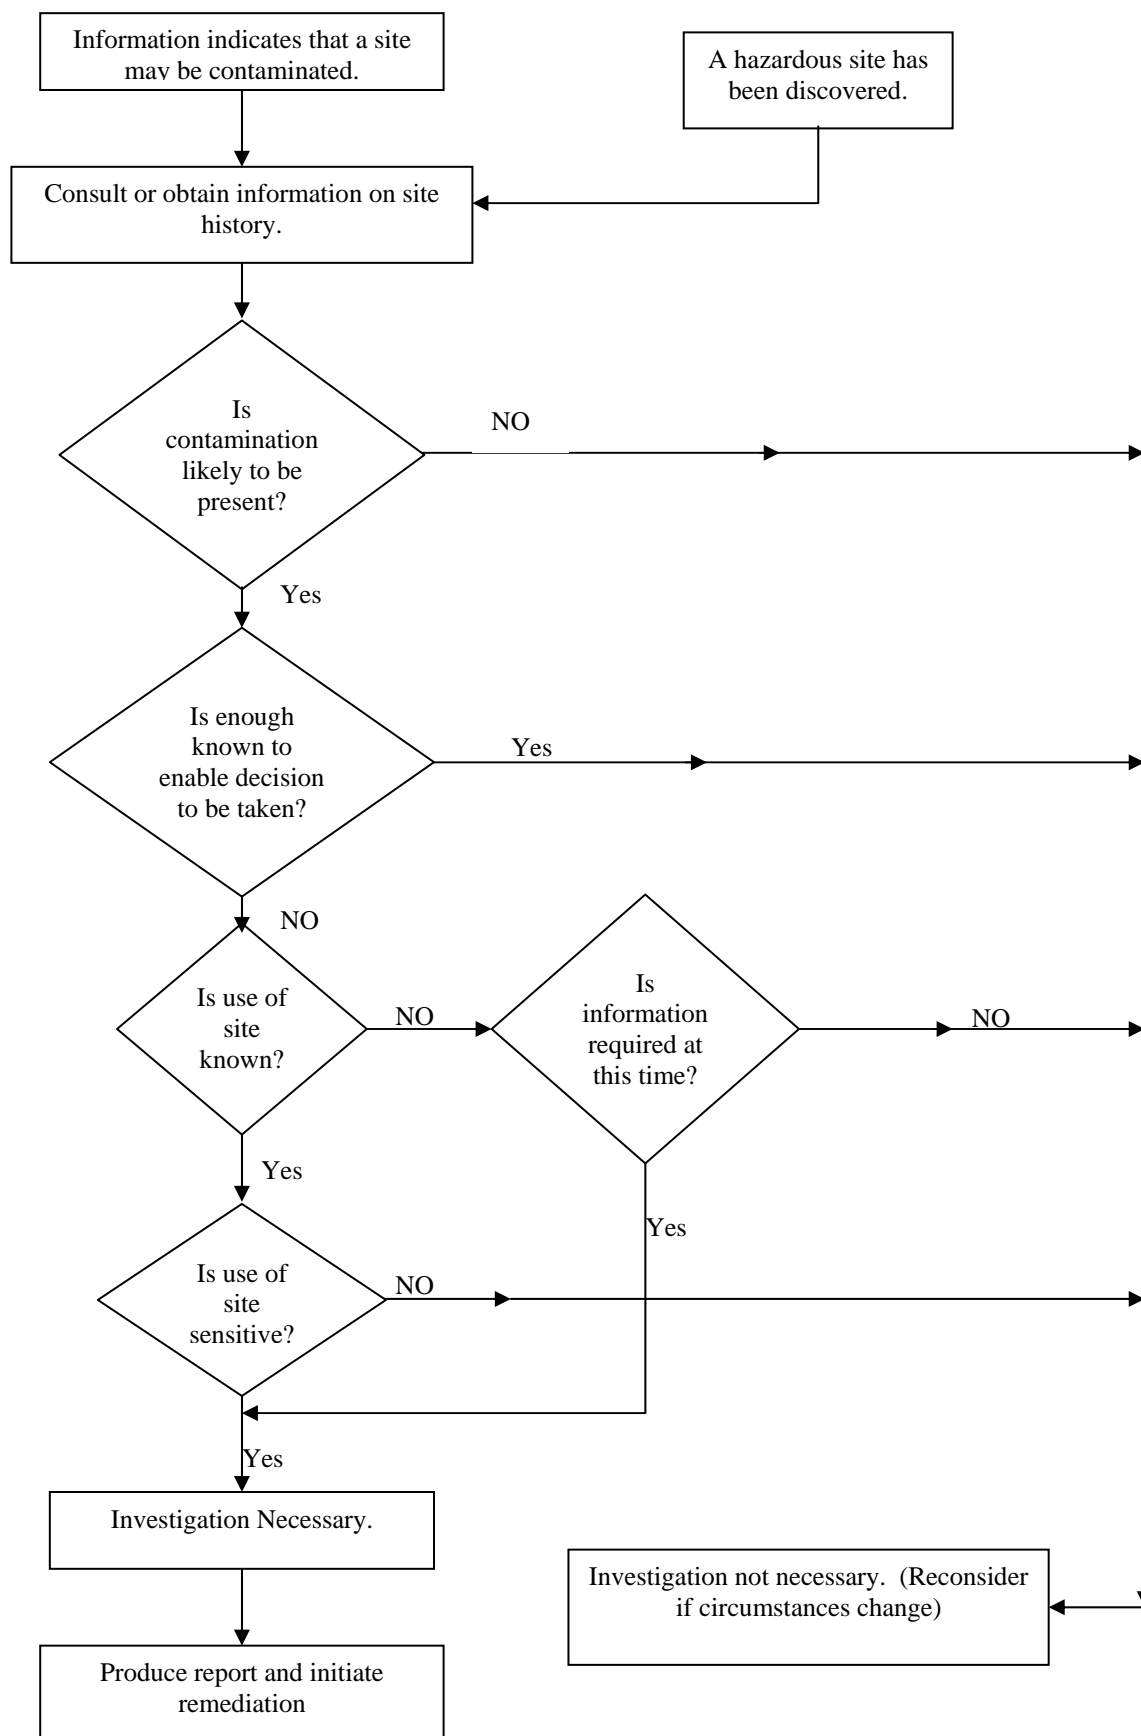 Information indicates that a site
may be contaminated.
A hazardous site has
been discovered.
Consult or obtain information on site
history.
Is
contamination
likely to be
present?
NO
Yes
Is enough
known to
enable decision
to be taken?
Yes
NO
Is use of
site
known?
NO
Is
information
required at
this time?
NO
Yes
Yes
Is use of
site
sensitive?
NO
Yes
Investigation Necessary.
Investigation not necessary.  (Reconsider
if circumstances change)
Produce report and initiate
remediation